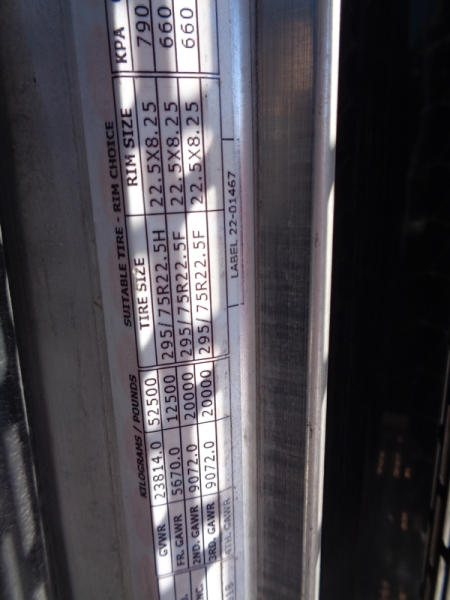 KILOGRAMS / POUNDS SUITABLE TIRE - RIM CHOICE
GVWR 23814.0 52500 TIRE SIZE RIM SIZE KPA
FR. GAWR 5670.0 12500 295/75R22.5H 22.5X8.25 790
2ND. GAWR 9072.0 20000 295/75R22.5F 22.5X8.25 660
3RD. GAWR 9072.0 20000 295/75R22.5F 22.5X8.25 660
4TH. GAWR
LABEL 22-01467